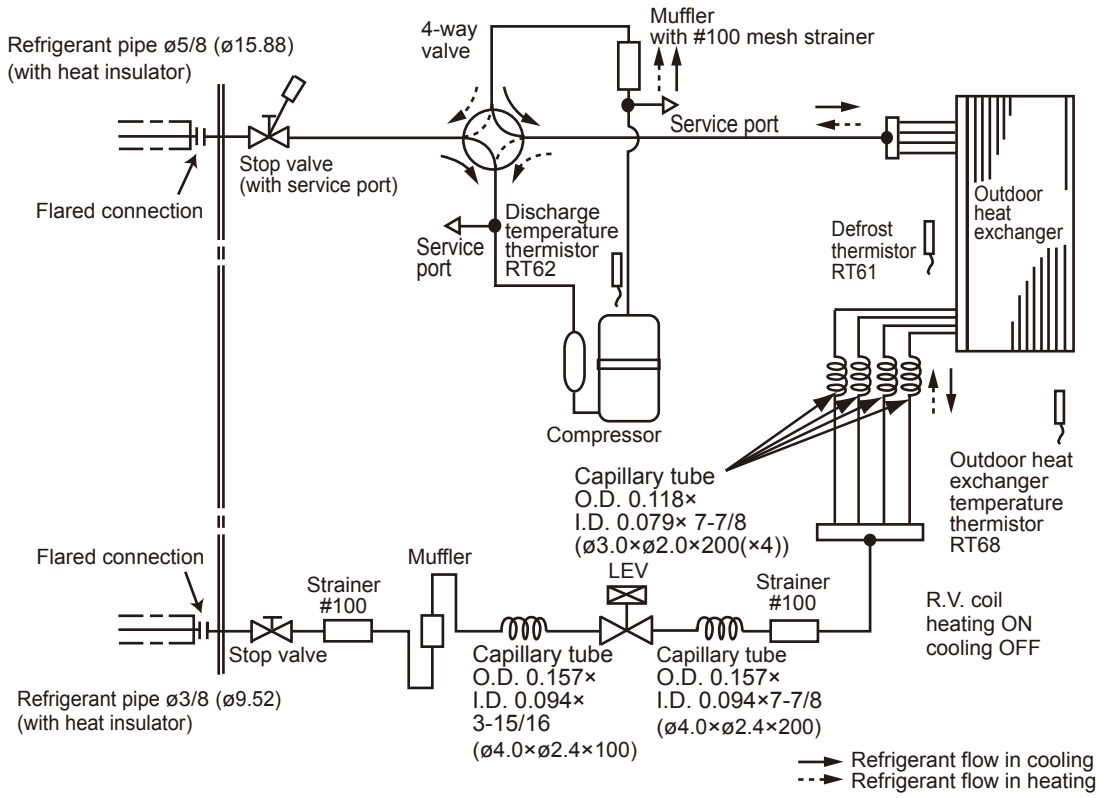 Refrigerant pipe ø5/8 (ø15.88)
(with heat insulator)
4-way
valve
Muffler
with #100 mesh strainer
Service port
Stop valve
(with service port)
Flared connection
Service
port
Discharge
temperature
thermistor
RT62
Outdoor
heat
exchanger
Defrost
thermistor
RT61
Compressor
Capillary tube
O.D. 0.118×
I.D. 0.079× 7-7/8
(ø3.0×ø2.0×200(×4))
Outdoor heat
exchanger
temperature
thermistor
RT68
Flared connection
Strainer
#100
Muffler
LEV
Strainer
#100
R.V. coil
heating ON
cooling OFF
Stop valve
Capillary tube
O.D. 0.157×
I.D. 0.094×
3-15/16
(ø4.0×ø2.4×100)
Capillary tube
O.D. 0.157×
I.D. 0.094×7-7/8
(ø4.0×ø2.4×200)
Refrigerant pipe ø3/8 (ø9.52)
(with heat insulator)
Refrigerant flow in cooling
Refrigerant flow in heating